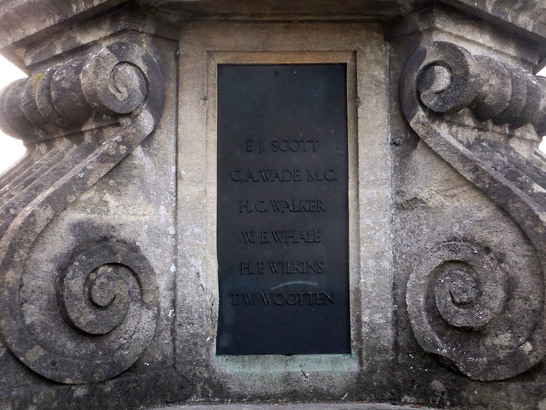 E. J. SCOTT
C. A. WADE, M.C.
H. C. WALKER
W. E. WHALE
H. F. WILKINS
T. W. WOOTTEN